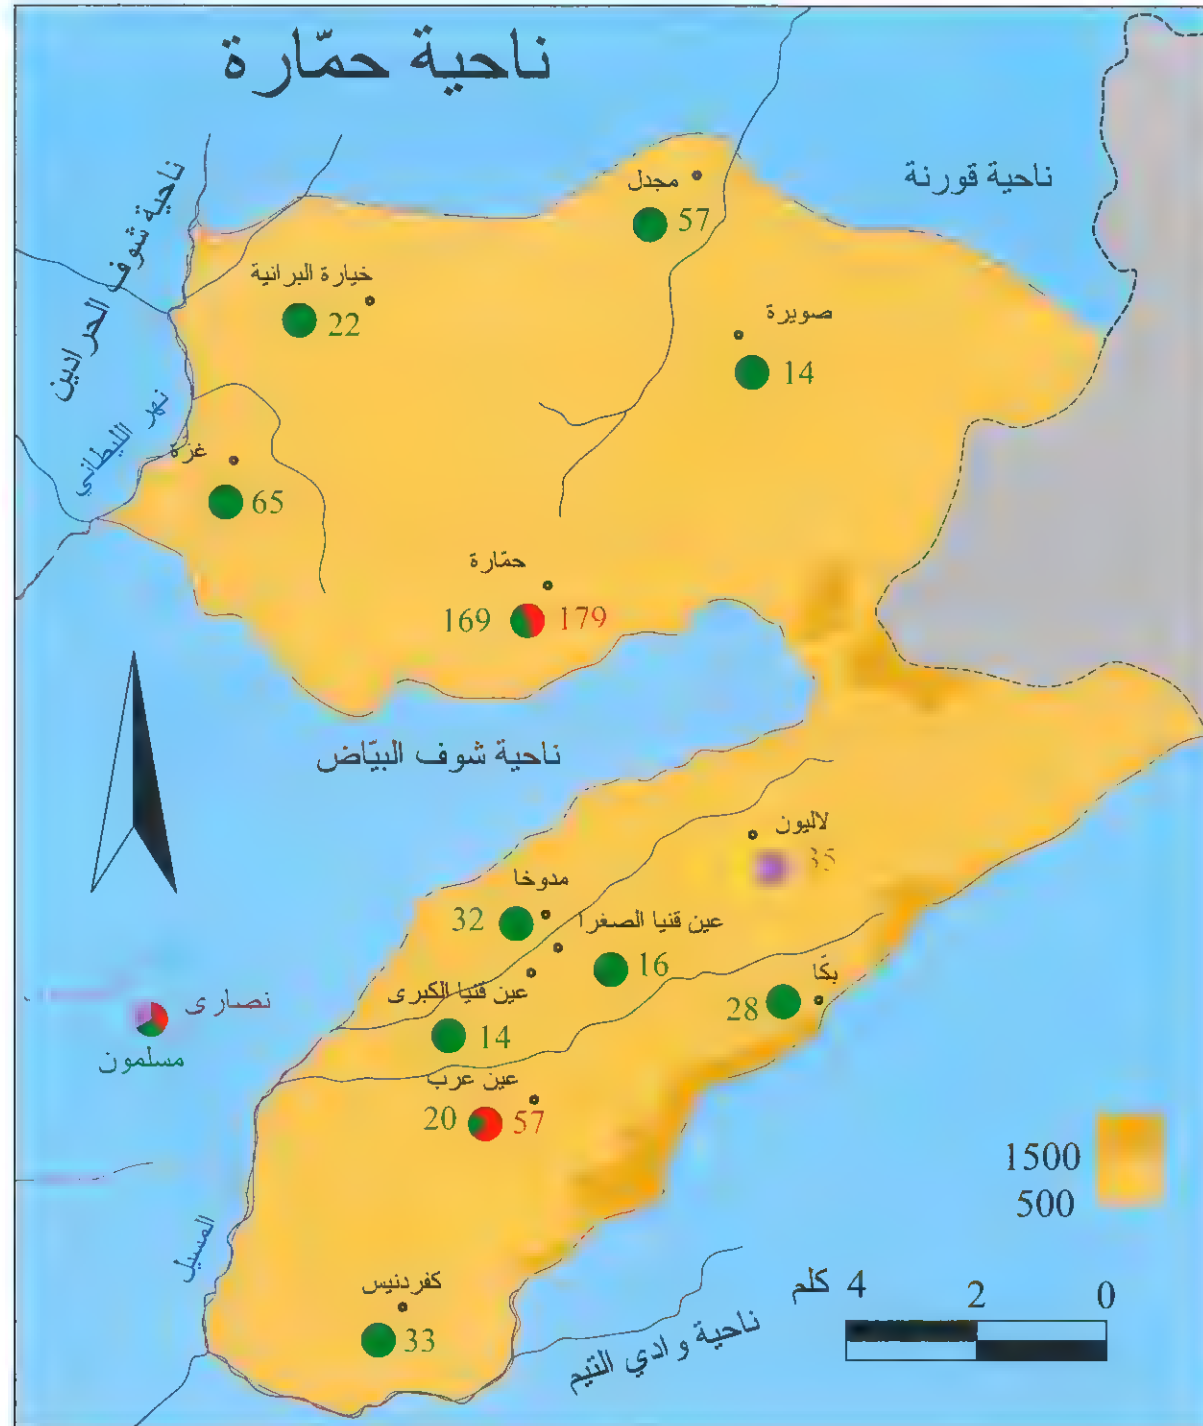 ناحية حمّارة
ناحية شوف الحرادين
ناحية قورنة
مجدل
57
خيارة البرانية
22
صويرة
14
نهر الليطاني
غزة
65
حمّارة
169
179
ناحية شوف البيّاض
لاليون
مدوخا
32
عين قنيا الصغرا
16
بكّا
28
عين قنيا الكبرى
14
نصارى
مسلمون
عين عرب
20
57
1500
500
المسيل
كفردنيس
33
ناحية وادي التيم
0
2
4 كلم